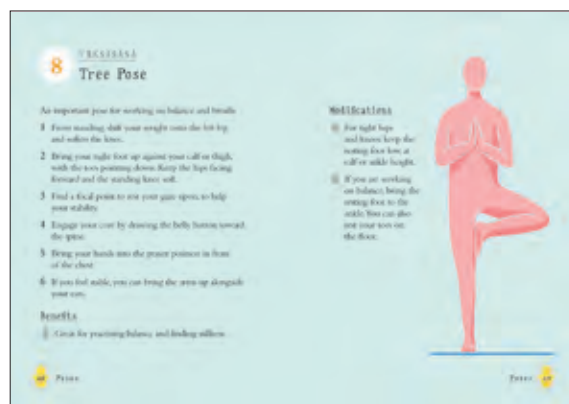 8
VRKSASANA
Tree Pose
An important pose for working on balance and breath.
1 From standing, shift your weight onto the left leg
and soften the knee.
2 Bring your right foot up against your calf or thigh,
with the toes pointing down. Keep the hips facing
forward and the standing knee soft.
3 Find a focal point to rest your gaze upon, to help
your stability.
4 Engage your core by drawing the belly button toward
the spine.
5 Bring your hands into the prayer position in front
of the chest.
6 If you feel stable, you can bring the arms up alongside
your ears.
Benefits
Great for practising balance and finding stillness.
Poses
Modifications
For tight hips
and knees, keep the
resting foot low, at
calf or ankle height.
If you are working
on balance, bring the
resting foot to the
ankle. You can also
rest your toes on
the floor.
Poses